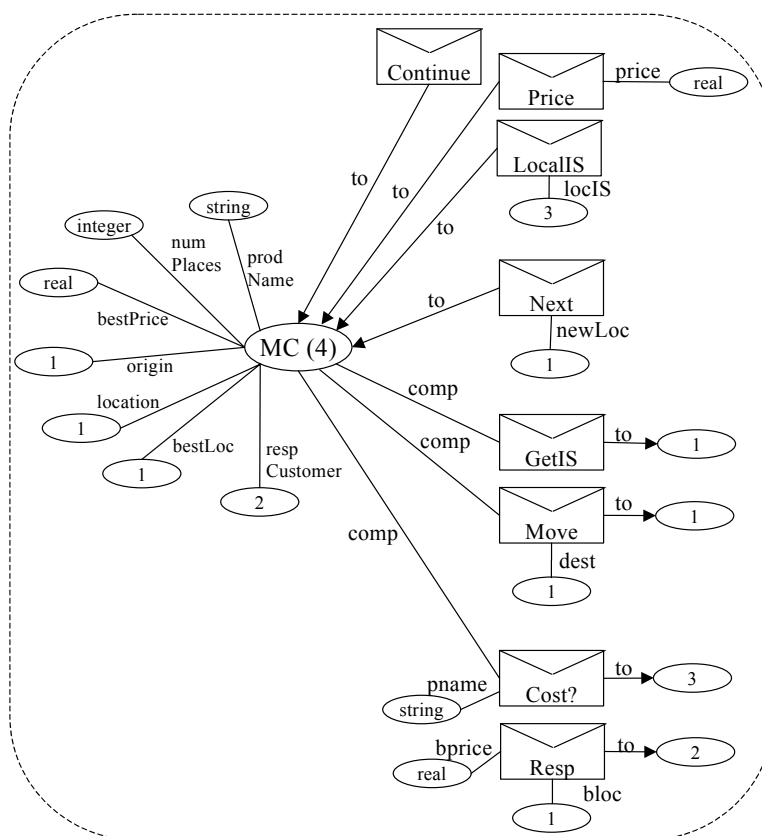 Continue
Price
price
real
LocalIS
locIS
3
to
to
to
string
integer
num
Places
prod
Name
real
bestPrice
to
Next
newLoc
1
MC (4)
1
origin
location
1
bestLoc
1
resp
Customer
2
comp
GetIS
to
1
comp
Move
to
1
dest
1
comp
Cost?
to
3
pname
string
bprice
real
Resp
to
2
bloc
1